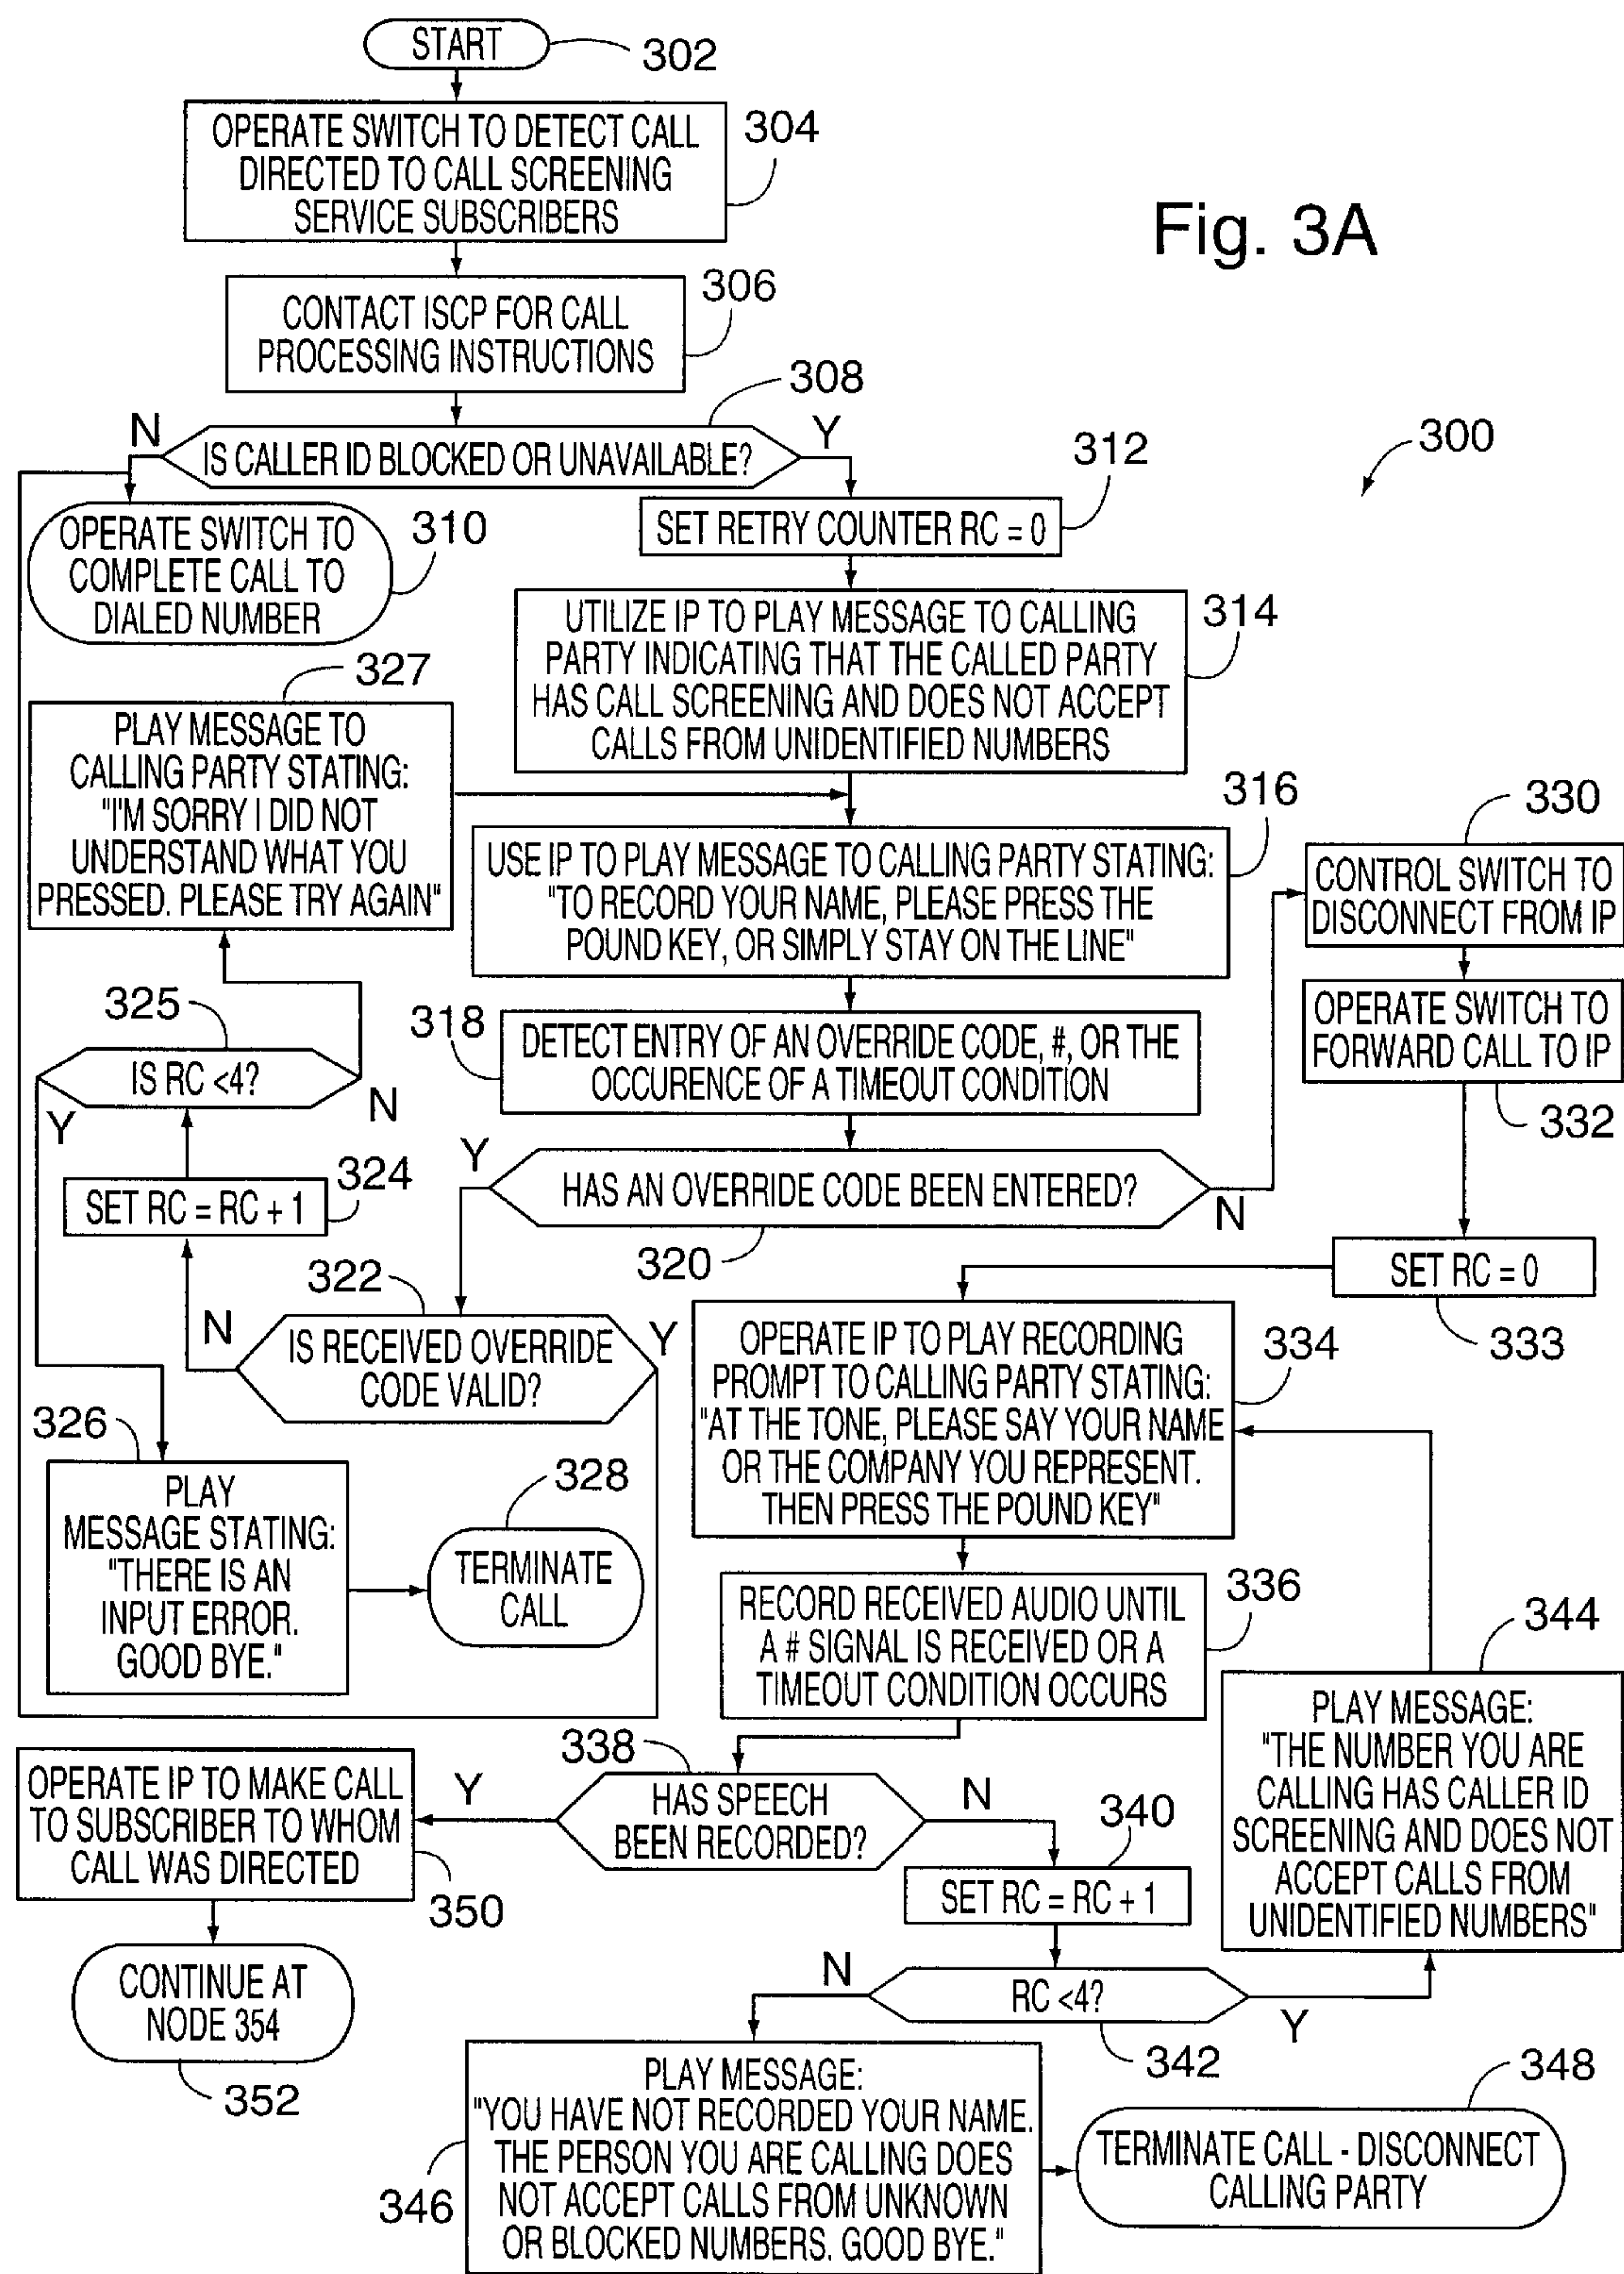 START
302
OPERATE SWITCH TO DETECT CALL
DIRECTED TO CALL SCREENING
SERVICE SUBSCRIBERS
304
Fig. 3A
CONTACT ISCP FOR CALL
PROCESSING INSTRUCTIONS
306
308
N
IS CALLER ID BLOCKED OR UNAVAILABLE?
Y
300
312
OPERATE SWITCH TO
COMPLETE CALL TO
DIALED NUMBER
310
SET RETRY COUNTER RC = 0
UTILIZE IP TO PLAY MESSAGE TO CALLING
PARTY INDICATING THAT THE CALLED PARTY
HAS CALL SCREENING AND DOES NOT ACCEPT
CALLS FROM UNIDENTIFIED NUMBERS
314
327
PLAY MESSAGE TO
CALLING PARTY STATING:
"I'M SORRY I DID NOT
UNDERSTAND WHAT YOU
PRESSED. PLEASE TRY AGAIN"
316
USE IP TO PLAY MESSAGE TO CALLING PARTY STATING:
"TO RECORD YOUR NAME, PLEASE PRESS THE
POUND KEY, OR SIMPLY STAY ON THE LINE"
330
CONTROL SWITCH TO
DISCONNECT FROM IP
325
IS RC <4?
Y
N
318
DETECT ENTRY OF AN OVERRIDE CODE, #, OR THE
OCCURENCE OF A TIMEOUT CONDITION
OPERATE SWITCH TO
FORWARD CALL TO IP
332
SET RC = RC + 1
324
Y
HAS AN OVERRIDE CODE BEEN ENTERED?
N
320
SET RC = 0
333
322
N
IS RECEIVED OVERRIDE
CODE VALID?
Y
OPERATE IP TO PLAY RECORDING
PROMPT TO CALLING PARTY STATING:
"AT THE TONE, PLEASE SAY YOUR NAME
OR THE COMPANY YOU REPRESENT.
THEN PRESS THE POUND KEY"
334
326
PLAY
MESSAGE STATING:
"THERE IS AN
INPUT ERROR.
GOOD BYE."
328
TERMINATE
CALL
RECORD RECEIVED AUDIO UNTIL
A # SIGNAL IS RECEIVED OR A
TIMEOUT CONDITION OCCURS
336
344
PLAY MESSAGE:
"THE NUMBER YOU ARE
CALLING HAS CALLER ID
SCREENING AND DOES NOT
ACCEPT CALLS FROM
UNIDENTIFIED NUMBERS"
338
OPERATE IP TO MAKE CALL
TO SUBSCRIBER TO WHOM
CALL WAS DIRECTED
350
Y
HAS SPEECH
BEEN RECORDED?
N
340
SET RC = RC + 1
CONTINUE AT
NODE 354
352
N
RC <4?
Y
342
PLAY MESSAGE:
"YOU HAVE NOT RECORDED YOUR NAME.
THE PERSON YOU ARE CALLING DOES
NOT ACCEPT CALLS FROM UNKNOWN
OR BLOCKED NUMBERS. GOOD BYE."
346
348
TERMINATE CALL - DISCONNECT
CALLING PARTY